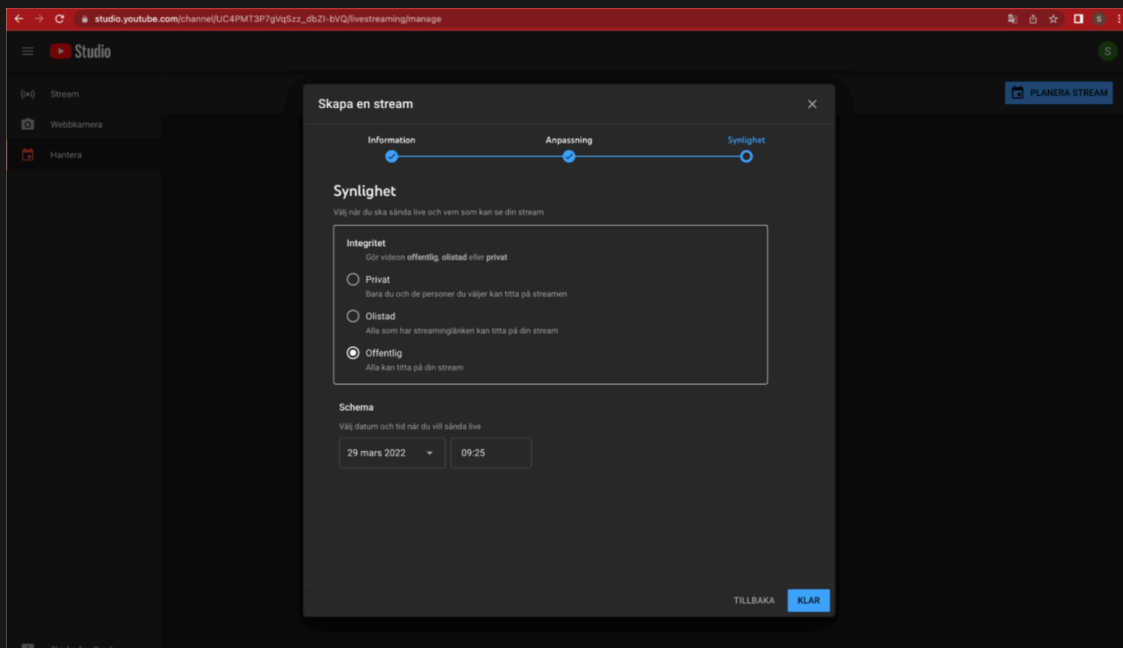 studio.youtube.com/channel/UC4PMT3P7gVqSzz_dbZI-bVQ/livestreaming/manage
S
Studio
S
Stream
PLANERA STREAM
Webbkamera
Hantera
Skapa en stream
Information
Anpassning
Synlighet
Synlighet
Välj när du ska sända live och vem som kan se din stream
Integritet
Gör videon offentlig, olistad eller privat
Privat
Bara du och de personer du väljer kan titta på streamen
Olistad
Alla som har streaminglänken kan titta på din stream
Offentlig
Alla kan titta på din stream
Schema
Välj datum och tid när du vill sända live
29 mars 2022
09:25
TILLBAKA
KLAR